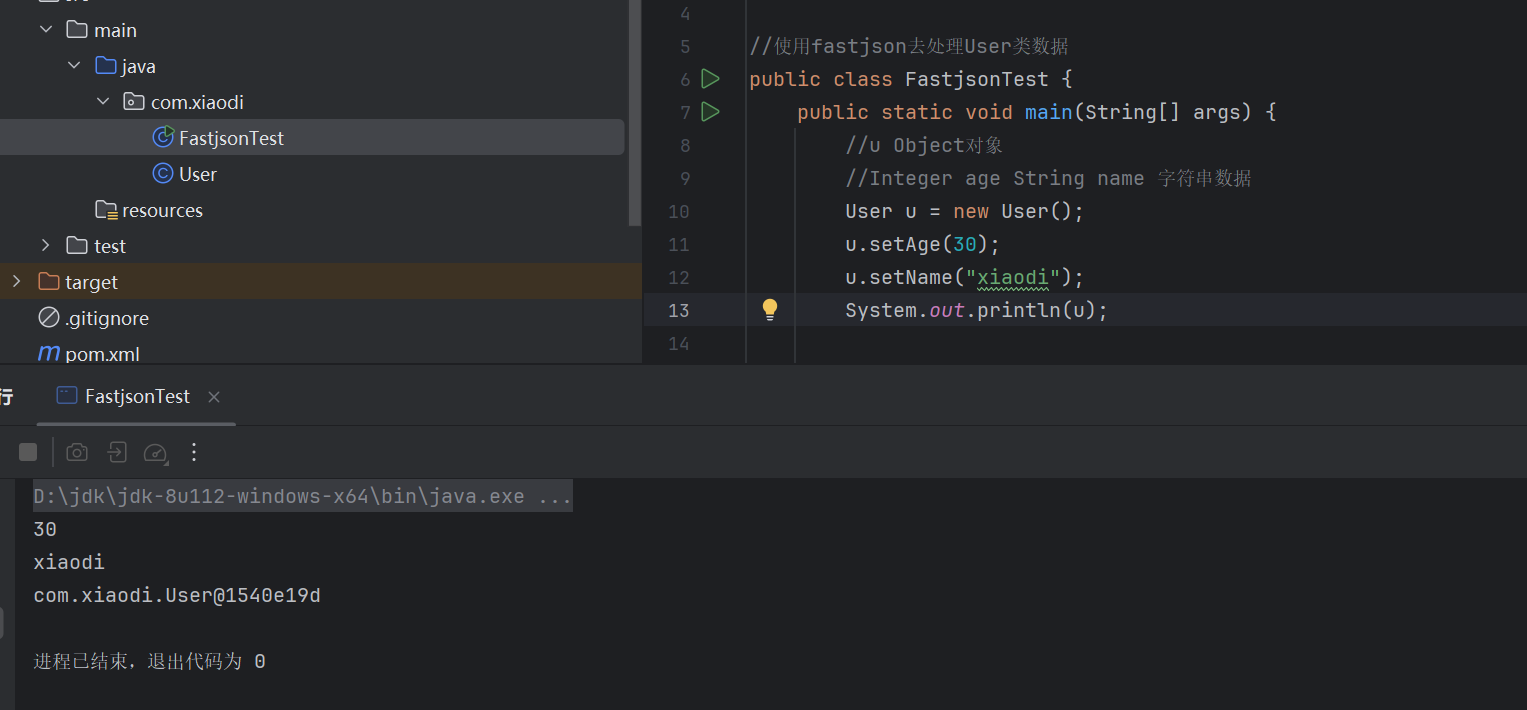 main
java
com.xiaodi
FastjsonTest
User
resources
test
target
.gitignore
pom.xml
4
5 //使用fastjson去处理User类数据
6 public class FastjsonTest {
7 public static void main(String[] args) {
8 //u Object对象
9 //Integer age String name 字符串数据
10 User u = new User();
11 u.setAge(30);
12 u.setName("xiaodi");
13 System.out.println(u);
14
行 FastjsonTest
D:\jdk\jdk-8u112-windows-x64\bin\java.exe ...
30
xiaodi
com.xiaodi.User@1540e19d
进程已结束，退出代码为 0